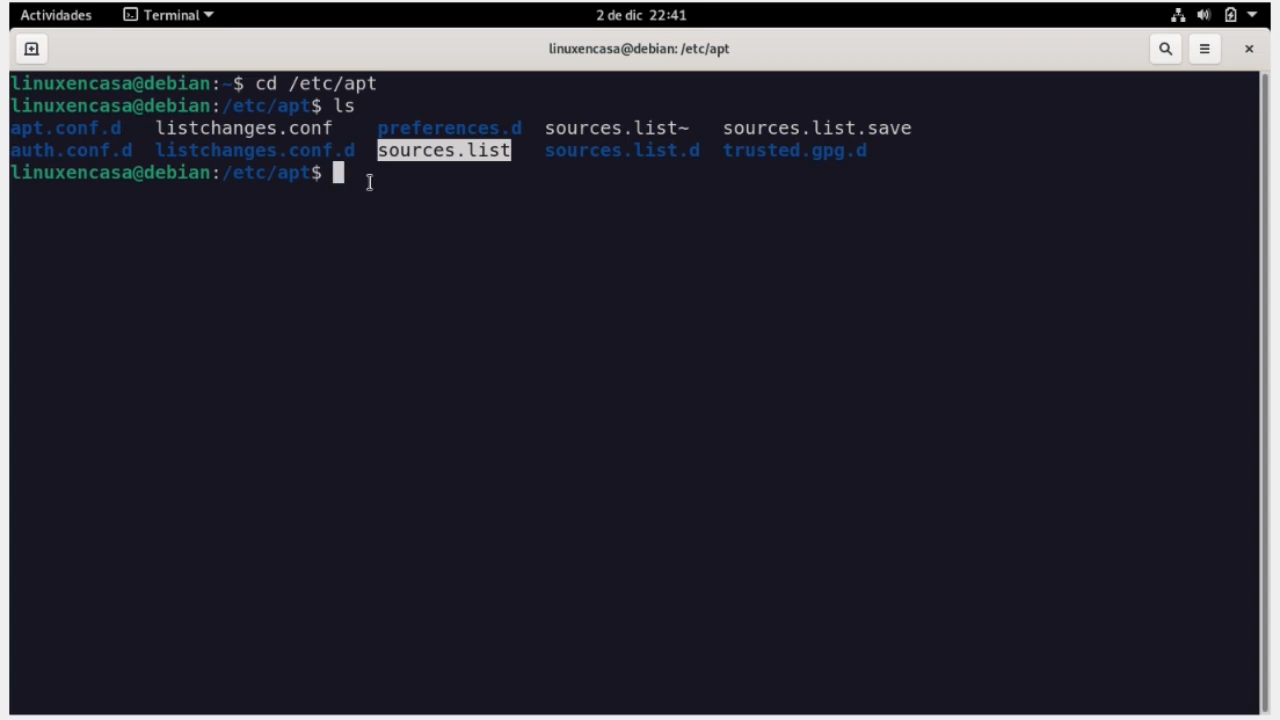 Actividades Terminal 2 de dic 22:41
linuxencasa@debian: /etc/apt
linuxencasa@debian:~$ cd /etc/apt
linuxencasa@debian:/etc/apt$ ls
apt.conf.d listchanges.conf preferences.d sources.list~ sources.list.save
auth.conf.d listchanges.conf.d sources.list sources.list.d trusted.gpg.d
linuxencasa@debian:/etc/apt$